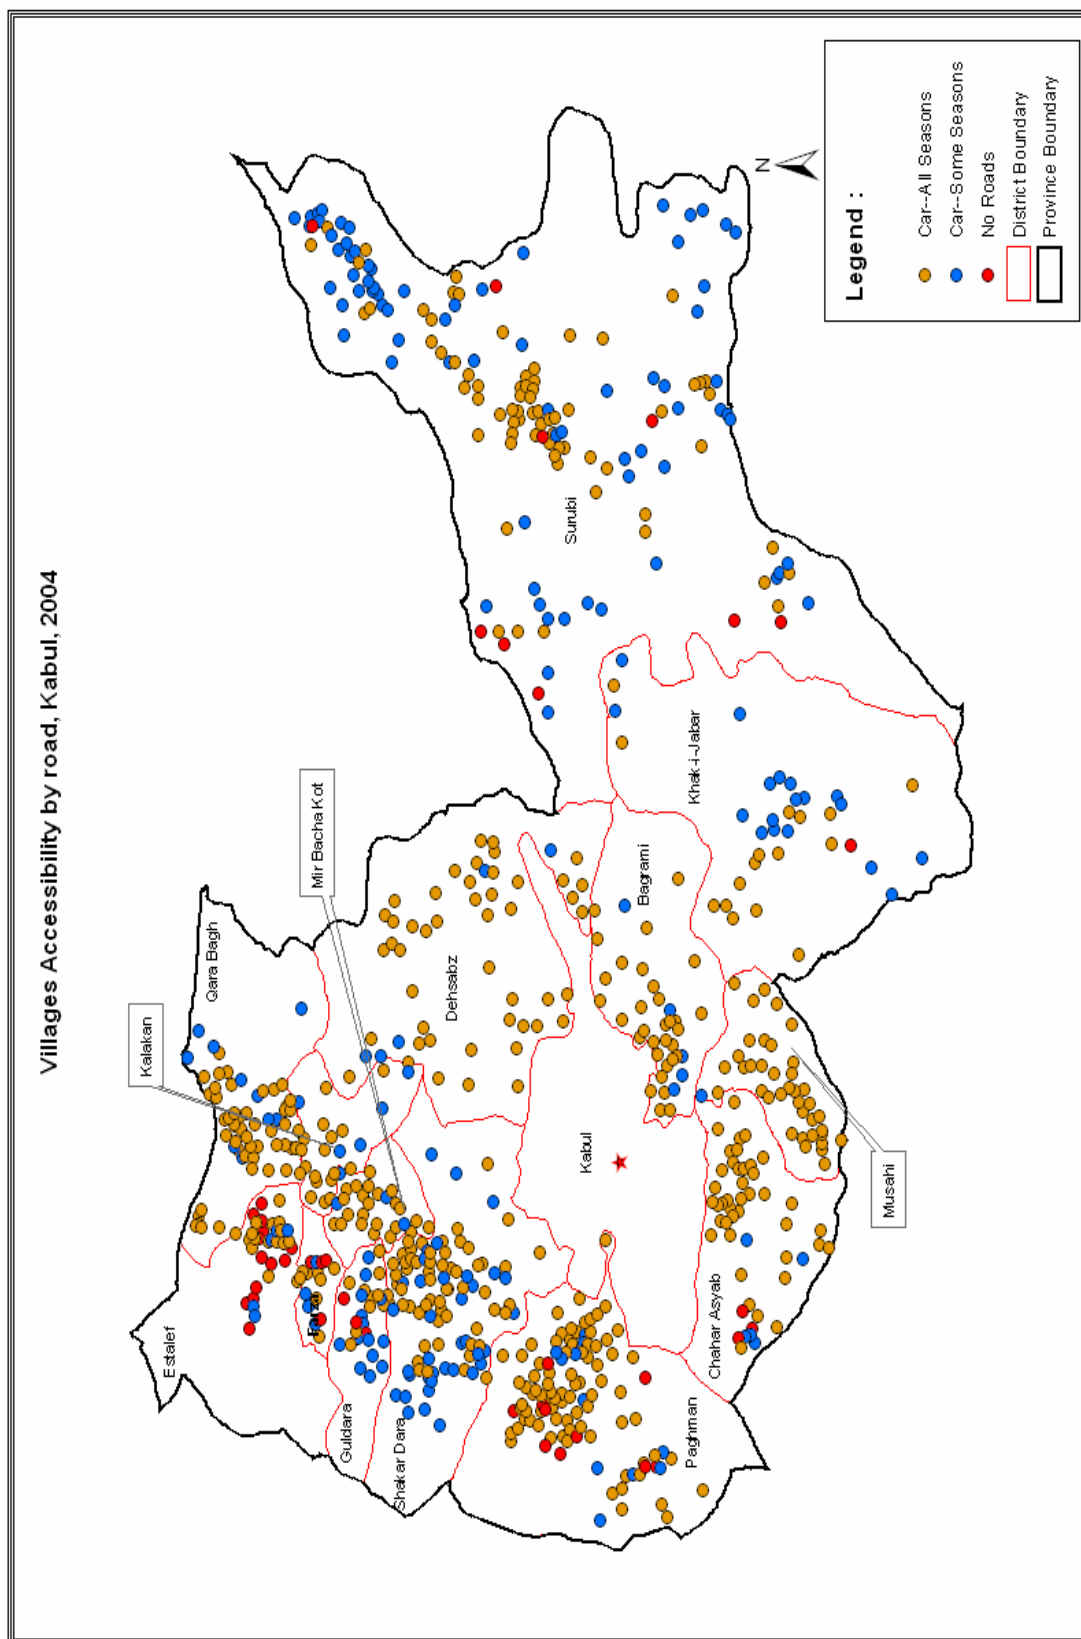 Villages Accessibility by road, Kabul, 2004
Kalakan
Mir Bacha Kot
Qara Bagh
Estalef
Farza
Guldara
Shakar Dara
Dehsabz
Surubi
Bagrami
Khak-i-Jabar
Kabul
Paghman
Chahar Asyab
Musahi
N
Legend :
Car--All Seasons
Car--Some Seasons
No Roads
District Boundary
Province Boundary